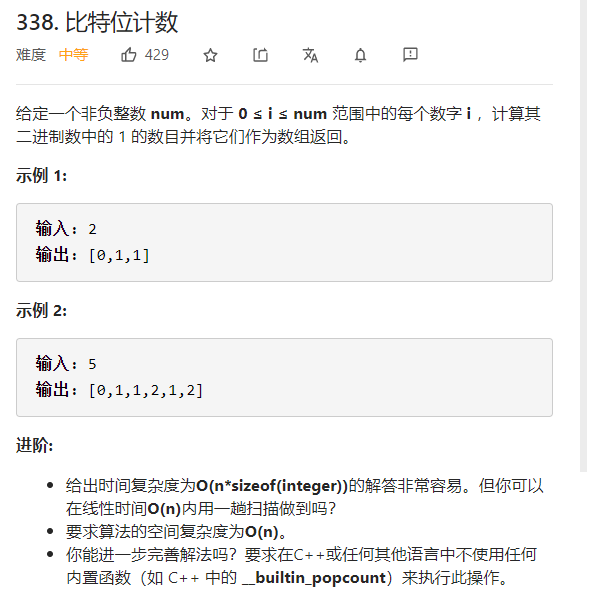 338. 比特位计数
难度 中等 429
给定一个非负整数 num。对于 0 ≤ i ≤ num 范围中的每个数字 i ，计算其
二进制数中的 1 的数目并将它们作为数组返回。
示例 1:
输入：2
输出：[0,1,1]
示例 2:
输入：5
输出：[0,1,1,2,1,2]
进阶:
给出时间复杂度为O(n*sizeof(integer))的解答非常容易。但你可以
在线性时间O(n)内用一趟扫描做到吗？
要求算法的空间复杂度为O(n)。
你能进一步完善解法吗？要求在C++或任何其他语言中不使用任何
内置函数（如 C++ 中的 __builtin_popcount）来执行此操作。